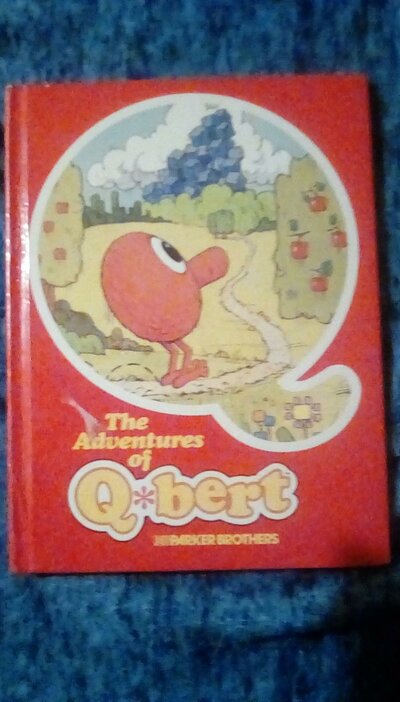 The
Adventures
of
Q*bert
PARKER BROTHERS